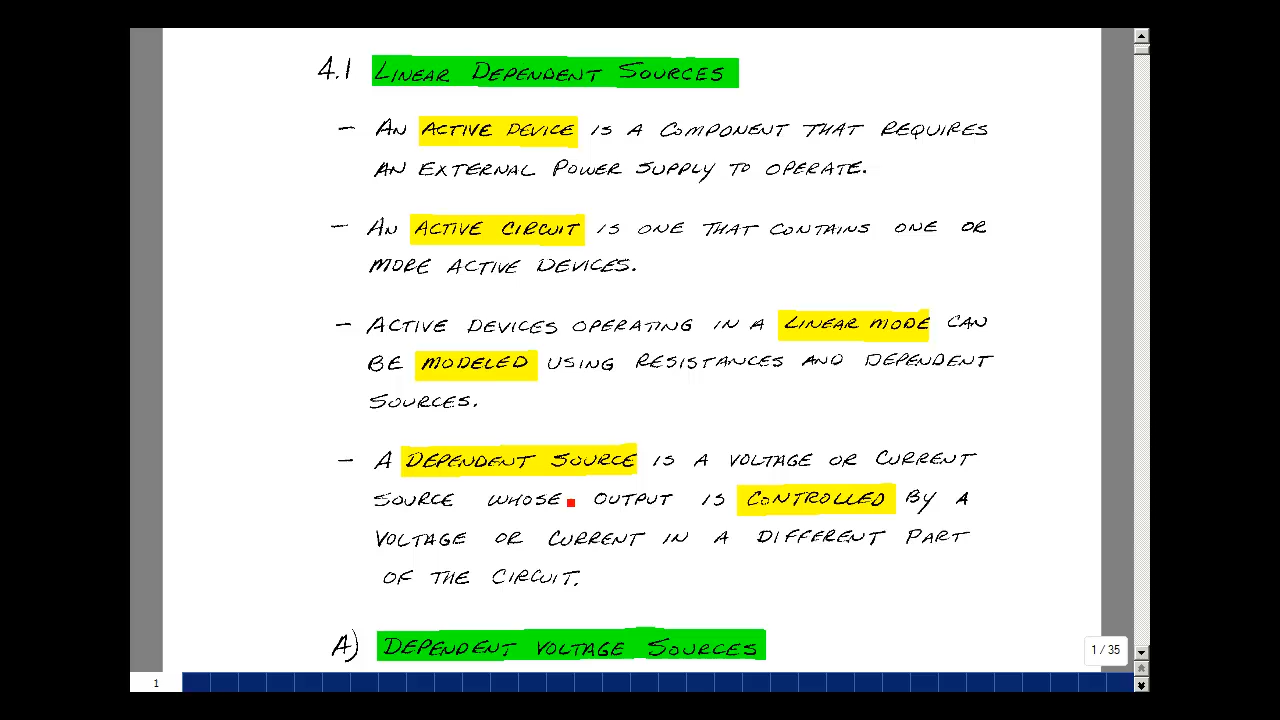 4.1 LINEAR DEPENDENT SOURCES
- AN ACTIVE DEVICE IS A COMPONENT THAT REQUIRES
AN EXTERNAL POWER SUPPLY TO OPERATE.
- AN ACTIVE CIRCUIT IS ONE THAT CONTAINS ONE OR
MORE ACTIVE DEVICES.
- ACTIVE DEVICES OPERATING IN A LINEAR MODE CAN
BE MODELED USING RESISTANCES AND DEPENDENT
SOURCES.
- A DEPENDENT SOURCE IS A VOLTAGE OR CURRENT
SOURCE WHOSE OUTPUT IS CONTROLLED BY A
VOLTAGE OR CURRENT IN A DIFFERENT PART
OF THE CIRCUIT.
A) DEPENDENT VOLTAGE SOURCES
1 / 35
1